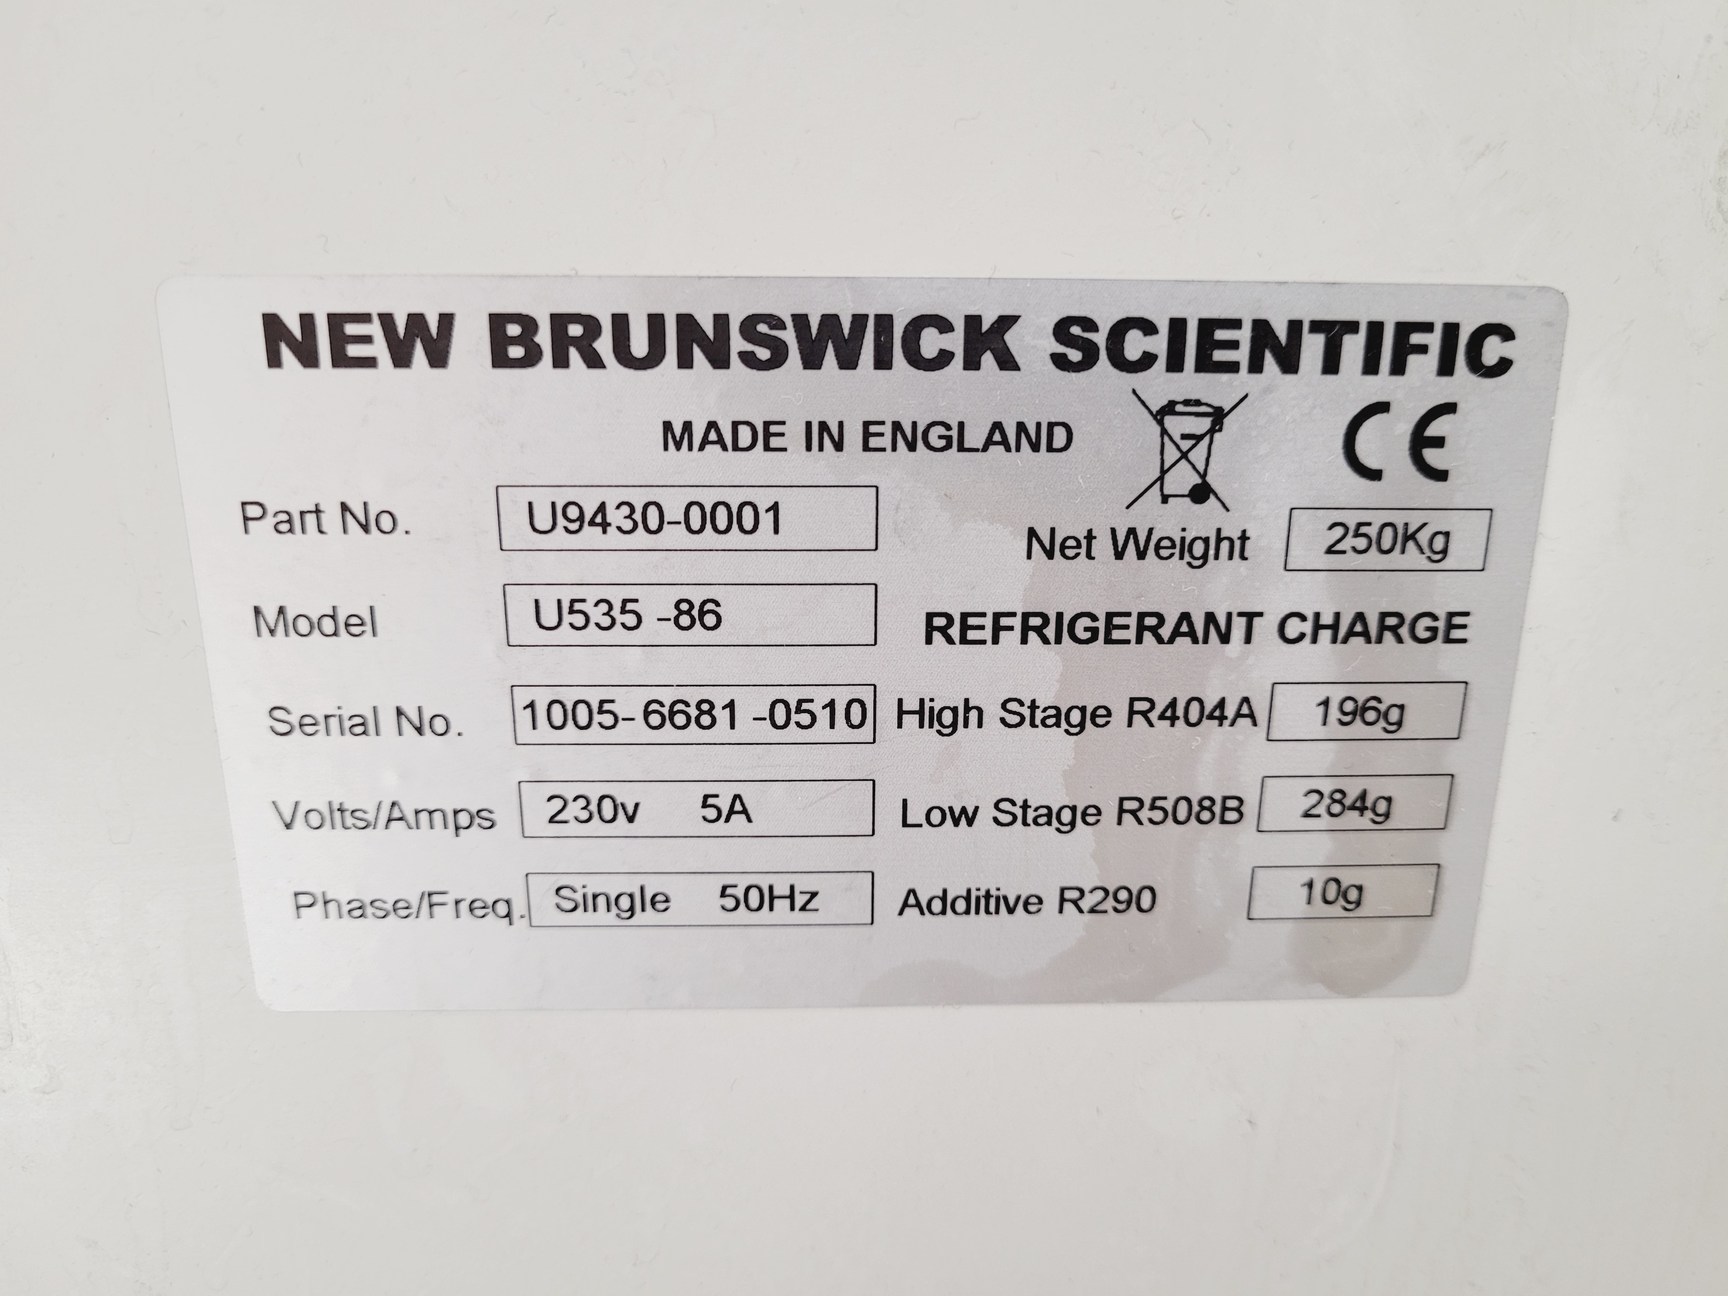 NEW BRUNSWICK SCIENTIFIC
MADE IN ENGLAND
CE
Part No. U9430-0001
Net Weight 250Kg
Model U535 -86
REFRIGERANT CHARGE
Serial No. 1005-6681 -0510
High Stage R404A 196g
Volts/Amps 230v 5A
Low Stage R508B 284g
Phase/Freq. Single 50Hz
Additive R290 10g